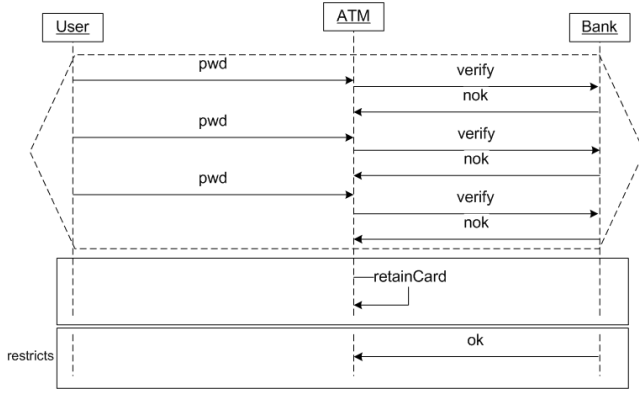 User
ATM
Bank
pwd
verify
nok
pwd
verify
nok
pwd
verify
nok
retainCard
restricts
ok